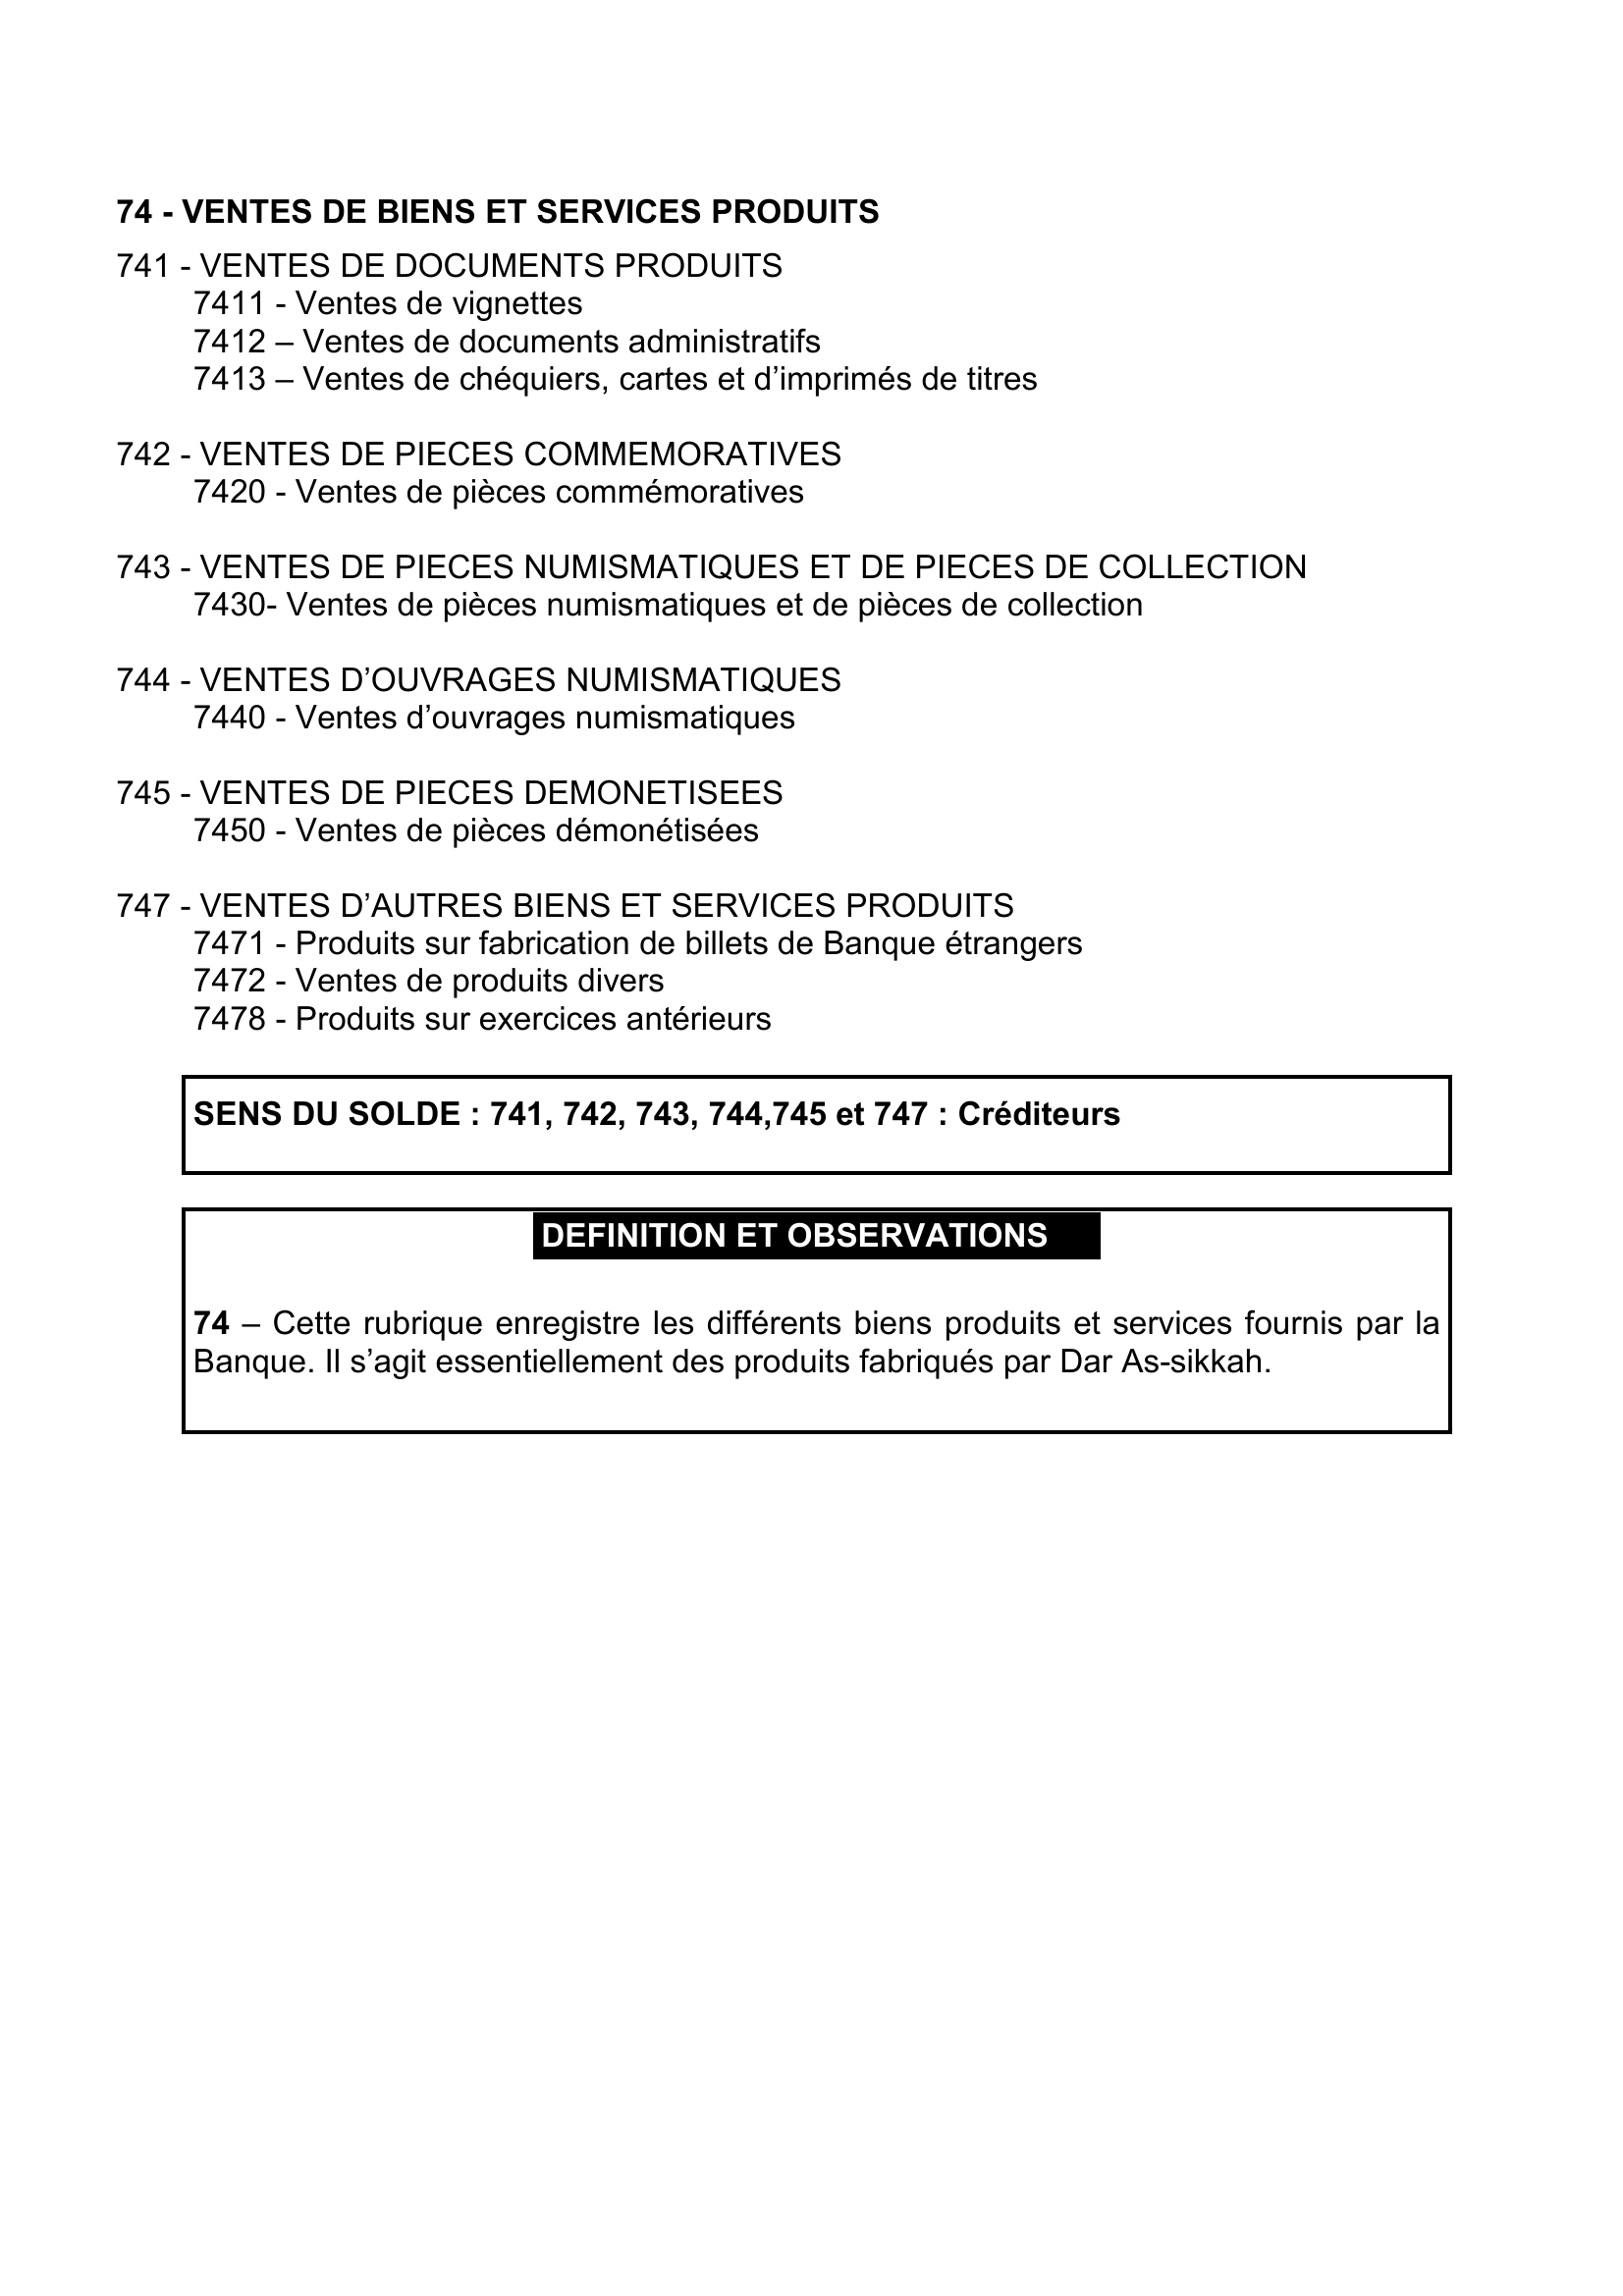 74 - VENTES DE BIENS ET SERVICES PRODUITS
741 - VENTES DE DOCUMENTS PRODUITS
7411 - Ventes de vignettes
7412 – Ventes de documents administratifs
7413 – Ventes de chéquiers, cartes et d’imprimés de titres
742 - VENTES DE PIECES COMMEMORATIVES
7420 - Ventes de pièces commémoratives
743 - VENTES DE PIECES NUMISMATIQUES ET DE PIECES DE COLLECTION
7430- Ventes de pièces numismatiques et de pièces de collection
744 - VENTES D’OUVRAGES NUMISMATIQUES
7440 - Ventes d’ouvrages numismatiques
745 - VENTES DE PIECES DEMONETISEES
7450 - Ventes de pièces démonétisées
747 - VENTES D’AUTRES BIENS ET SERVICES PRODUITS
7471 - Produits sur fabrication de billets de Banque étrangers
7472 - Ventes de produits divers
7478 - Produits sur exercices antérieurs
SENS DU SOLDE : 741, 742, 743, 744,745 et 747 : Créditeurs
DEFINITION ET OBSERVATIONS
74 – Cette rubrique enregistre les différents biens produits et services fournis par la
Banque. Il s’agit essentiellement des produits fabriqués par Dar As-sikkah.